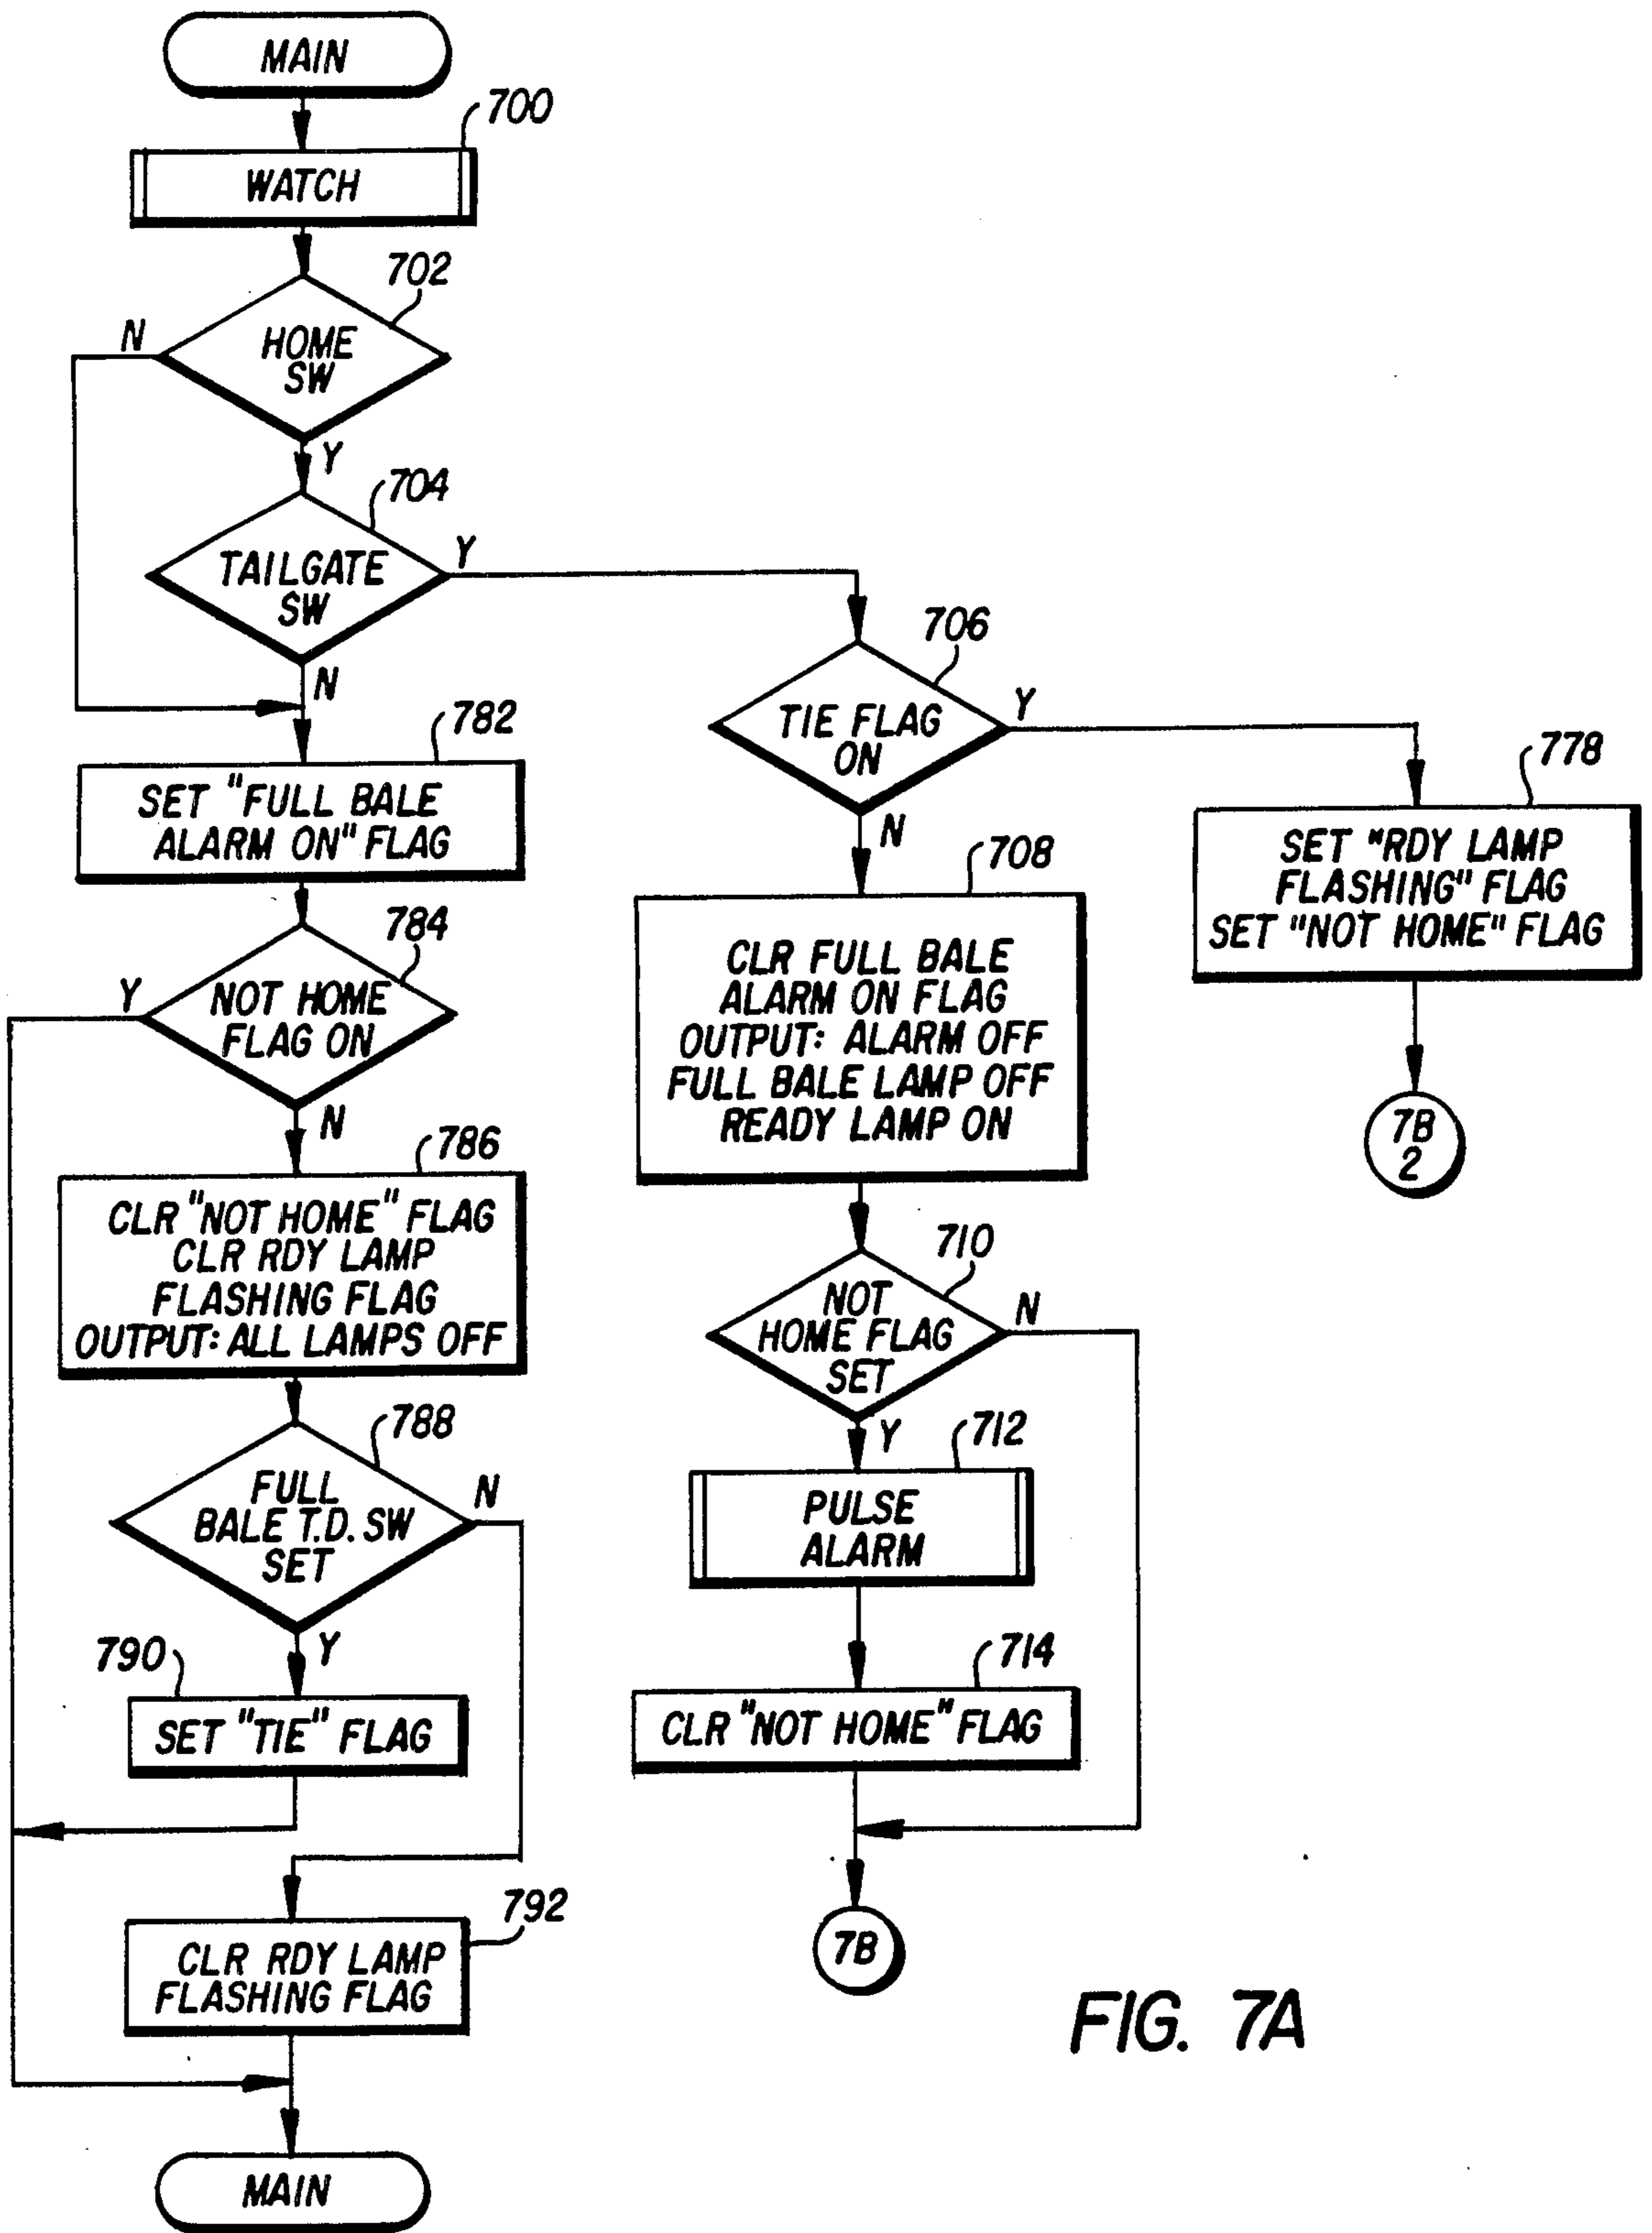 MAIN
700
WATCH
702
N
HOME
SW
Y
704
TAILGATE
SW
Y
N
706
TIE FLAG
ON
Y
N
782
SET "FULL BALE
ALARM ON" FLAG
784
Y
NOT HOME
FLAG ON
N
786
CLR "NOT HOME" FLAG
CLR RDY LAMP
FLASHING FLAG
OUTPUT: ALL LAMPS OFF
788
FULL
BALE T.D. SW
SET
N
Y
790
SET "TIE" FLAG
792
CLR RDY LAMP
FLASHING FLAG
MAIN
708
CLR FULL BALE
ALARM ON FLAG
OUTPUT: ALARM OFF
FULL BALE LAMP OFF
READY LAMP ON
710
NOT
HOME FLAG
SET
N
Y
712
PULSE
ALARM
714
CLR "NOT HOME" FLAG
7B
778
SET "RDY LAMP
FLASHING" FLAG
SET "NOT HOME" FLAG
7B
2
FIG. 7A